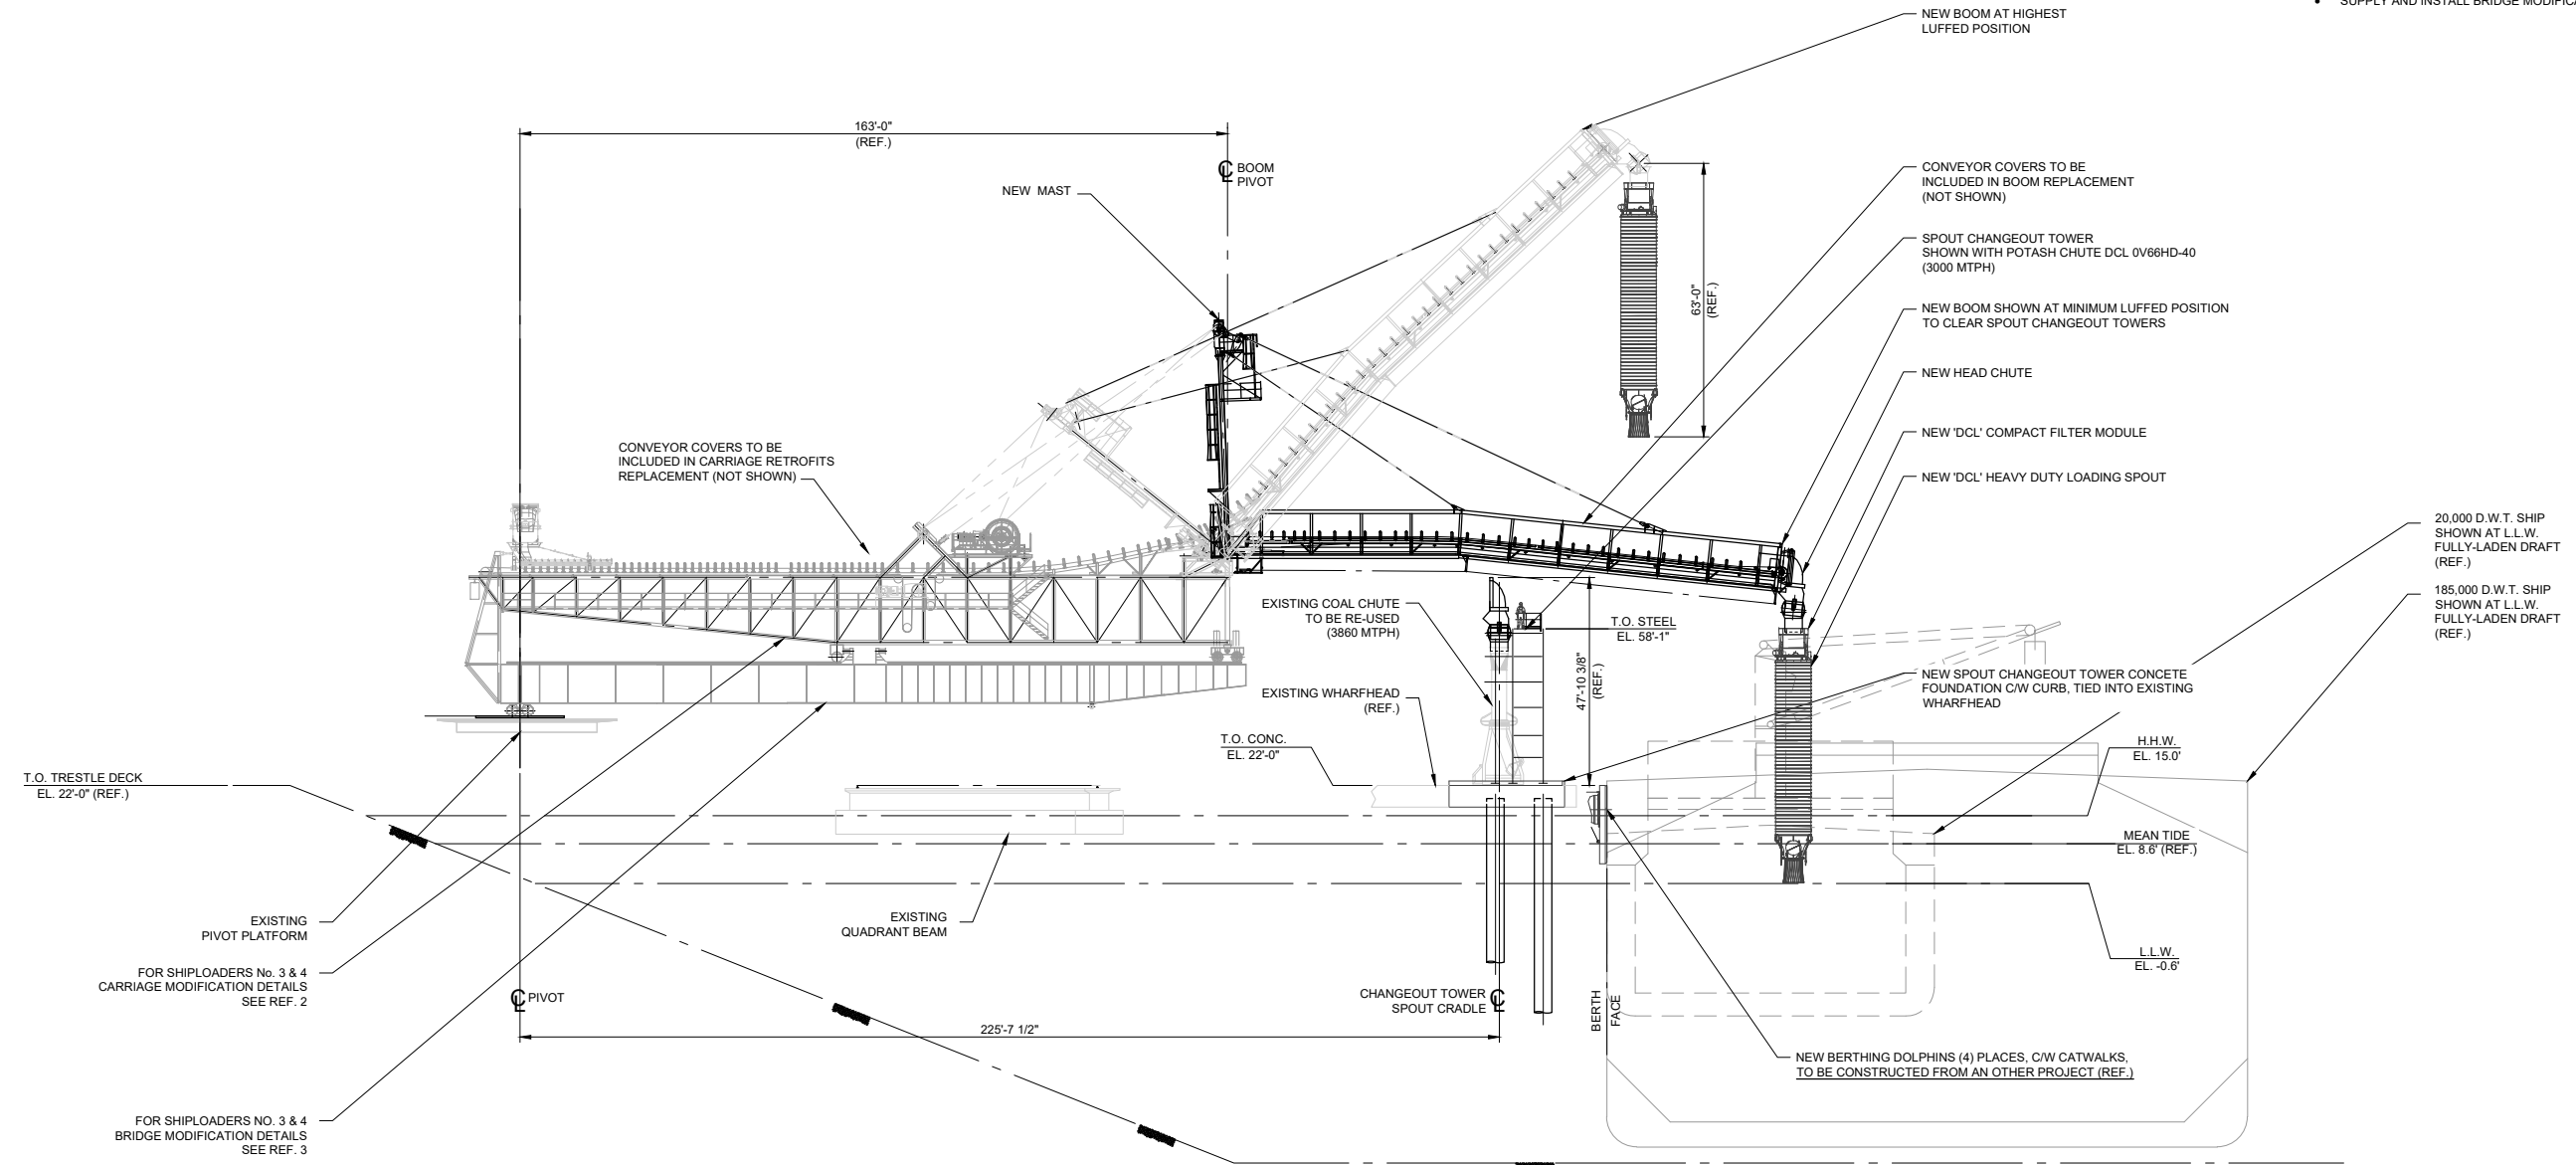 SUPPLY AND INSTALL BRIDGE
NEW BOOM AT HIGHEST
LUFFED POSITION
163'-0"
(REF.)
℄ BOOM
PIVOT
NEW MAST
CONVEYOR COVERS TO BE
INCLUDED IN BOOM REPLACEMENT
(NOT SHOWN)
SPOUT CHANGEOUT TOWER
SHOWN WITH POTASH CHUTE DCL 0V66HD-40
(3000 MTPH)
63'-0"
(REF.)
NEW BOOM SHOWN AT MINIMUM LUFFED POSITION
TO CLEAR SPOUT CHANGEOUT TOWERS
NEW HEAD CHUTE
NEW 'DCL' COMPACT FILTER MODULE
NEW 'DCL' HEAVY DUTY LOADING SPOUT
CONVEYOR COVERS TO BE
INCLUDED IN CARRIAGE RETROFITS
REPLACEMENT (NOT SHOWN)
20,000 D.W.T. SHIP
SHOWN AT L.L.W.
FULLY-LADEN DRAFT
(REF.)
185,000 D.W.T. SHIP
SHOWN AT L.L.W.
FULLY-LADEN DRAFT
(REF.)
EXISTING COAL CHUTE
TO BE RE-USED
(3860 MTPH)
T.O. STEEL
EL. 58'-1"
47'-10 3/8"
(REF.)
EXISTING WHARFHEAD
(REF.)
NEW SPOUT CHANGEOUT TOWER CONCETE
FOUNDATION C/W CURB, TIED INTO EXISTING
WHARFHEAD
T.O. CONC.
EL. 22'-0"
H.H.W.
EL. 15.0'
T.O. TRESTLE DECK
EL. 22'-0" (REF.)
MEAN TIDE
EL. 8.6' (REF.)
EXISTING
PIVOT PLATFORM
EXISTING
QUADRANT BEAM
L.L.W.
EL. -0.6'
FOR SHIPLOADERS No. 3 & 4
CARRIAGE MODIFICATION DETAILS
SEE REF. 2
℄ PIVOT
CHANGEOUT TOWER ℄
SPOUT CRADLE
BERTH
FACE
225'-7 1/2"
NEW BERTHING DOLPHINS (4) PLACES, C/W CATWALKS,
TO BE CONSTRUCTED FROM AN OTHER PROJECT (REF.)
FOR SHIPLOADERS NO. 3 & 4
BRIDGE MODIFICATION DETAILS
SEE REF. 3